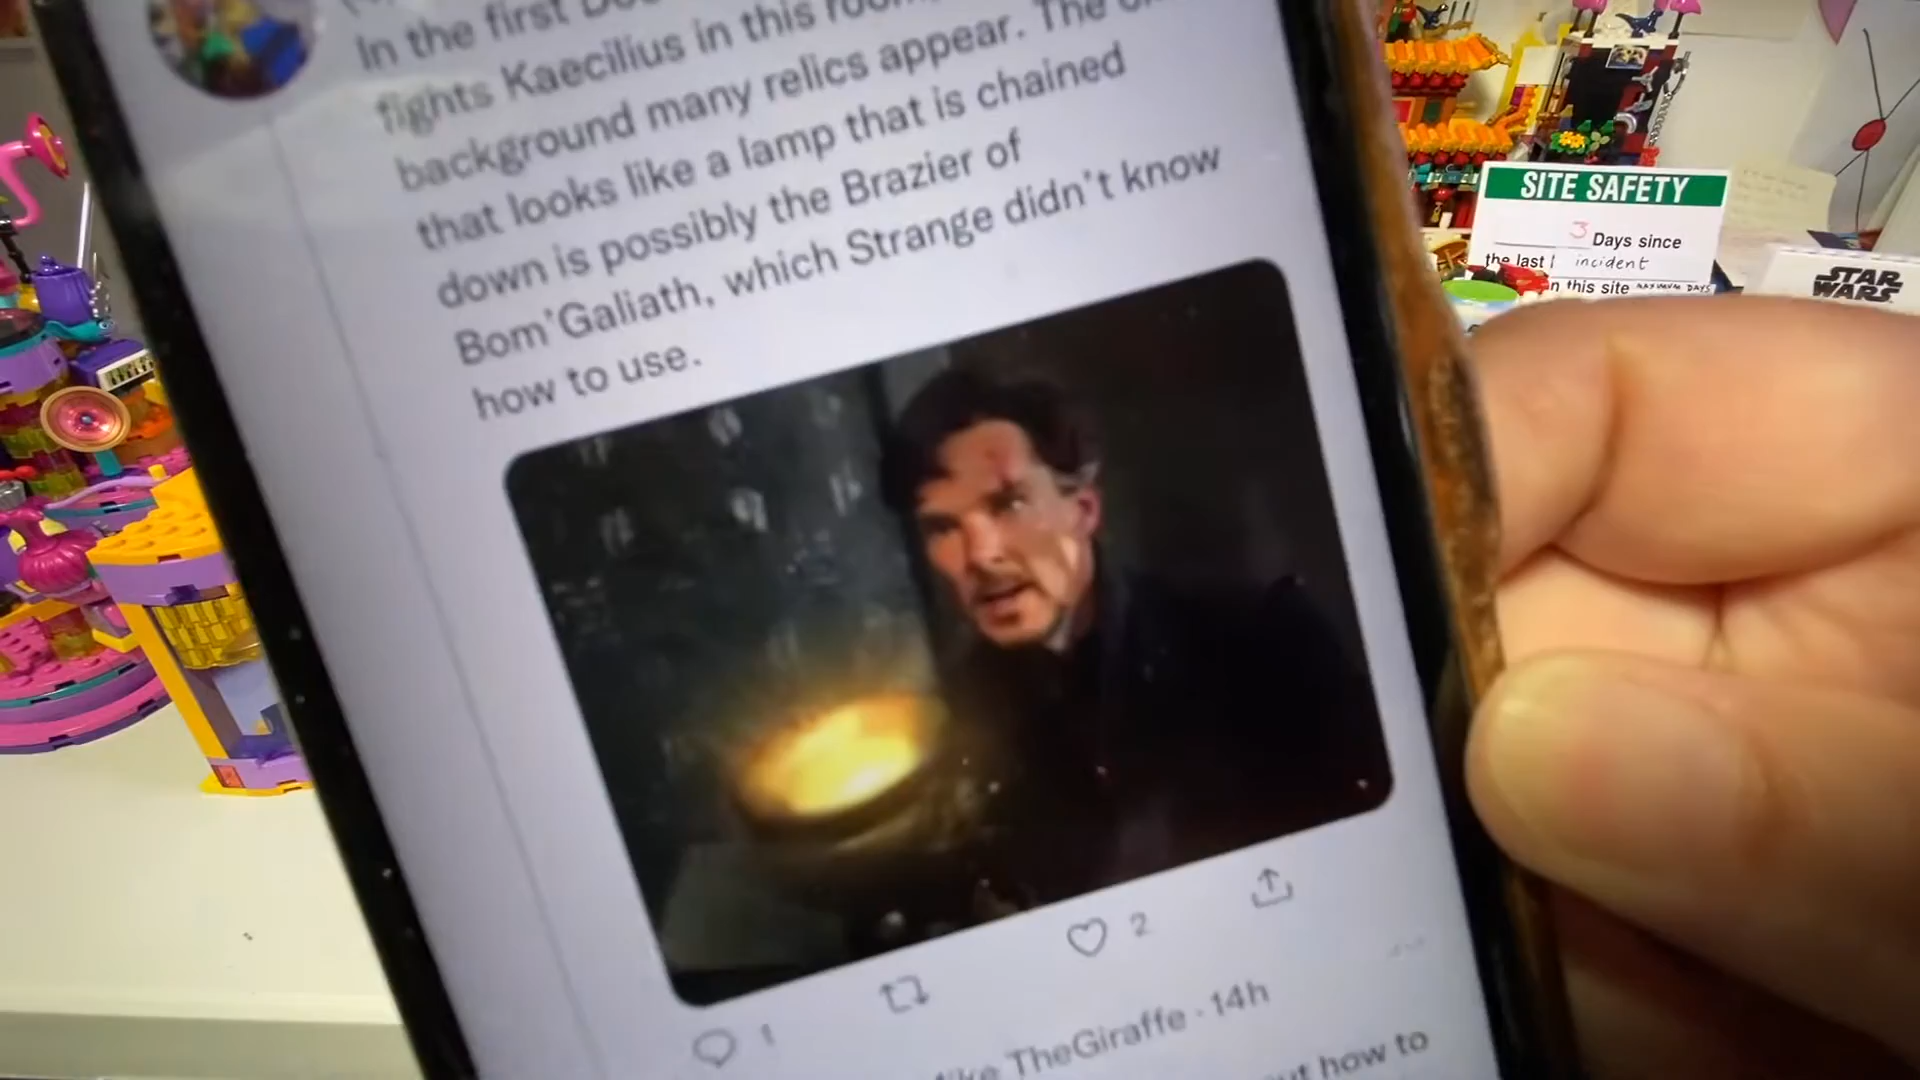 In the first
fights Kaecilius in this room
background many relics appear. The
that looks like a lamp that is chained
down is possibly the Brazier of
Bom'Galiath, which Strange didn't know
how to use.
1
2
TheGiraffe · 14h
how to
SITE SAFETY
3 Days since
the last incident
n this site
STAR
WARS